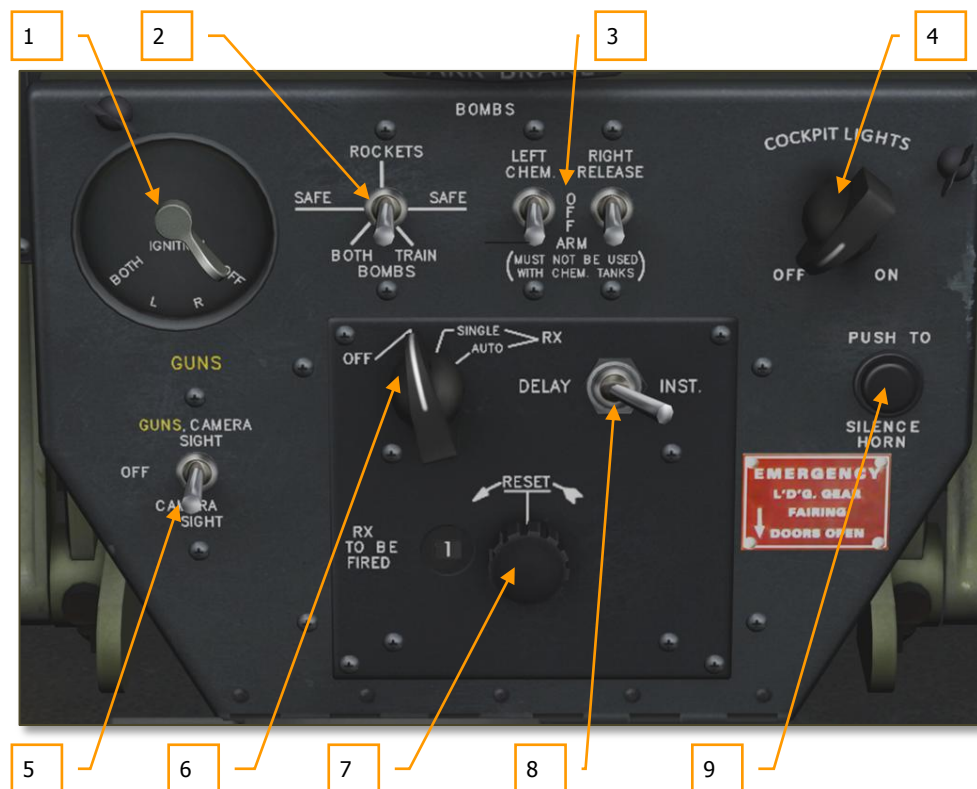 1
2
3
4
PARK BRAKE
BOMBS
ROCKETS
SAFE SAFE
BOTH TRAIN
BOMBS
LEFT RIGHT
CHEM. RELEASE
OFF
ARM
(MUST NOT BE USED
WITH CHEM. TANKS)
COCKPIT LIGHTS
OFF ON
IGNITION
BOTH L R OFF
GUNS
GUNS, CAMERA
SIGHT
OFF
CAMERA
SIGHT
OFF
SINGLE
AUTO
RX
DELAY INST.
RESET
RX
TO BE
FIRED
1
PUSH TO
SILENCE
HORN
EMERGENCY
L'D'G. GEAR
FAIRING
DOORS OPEN
5
6
7
8
9